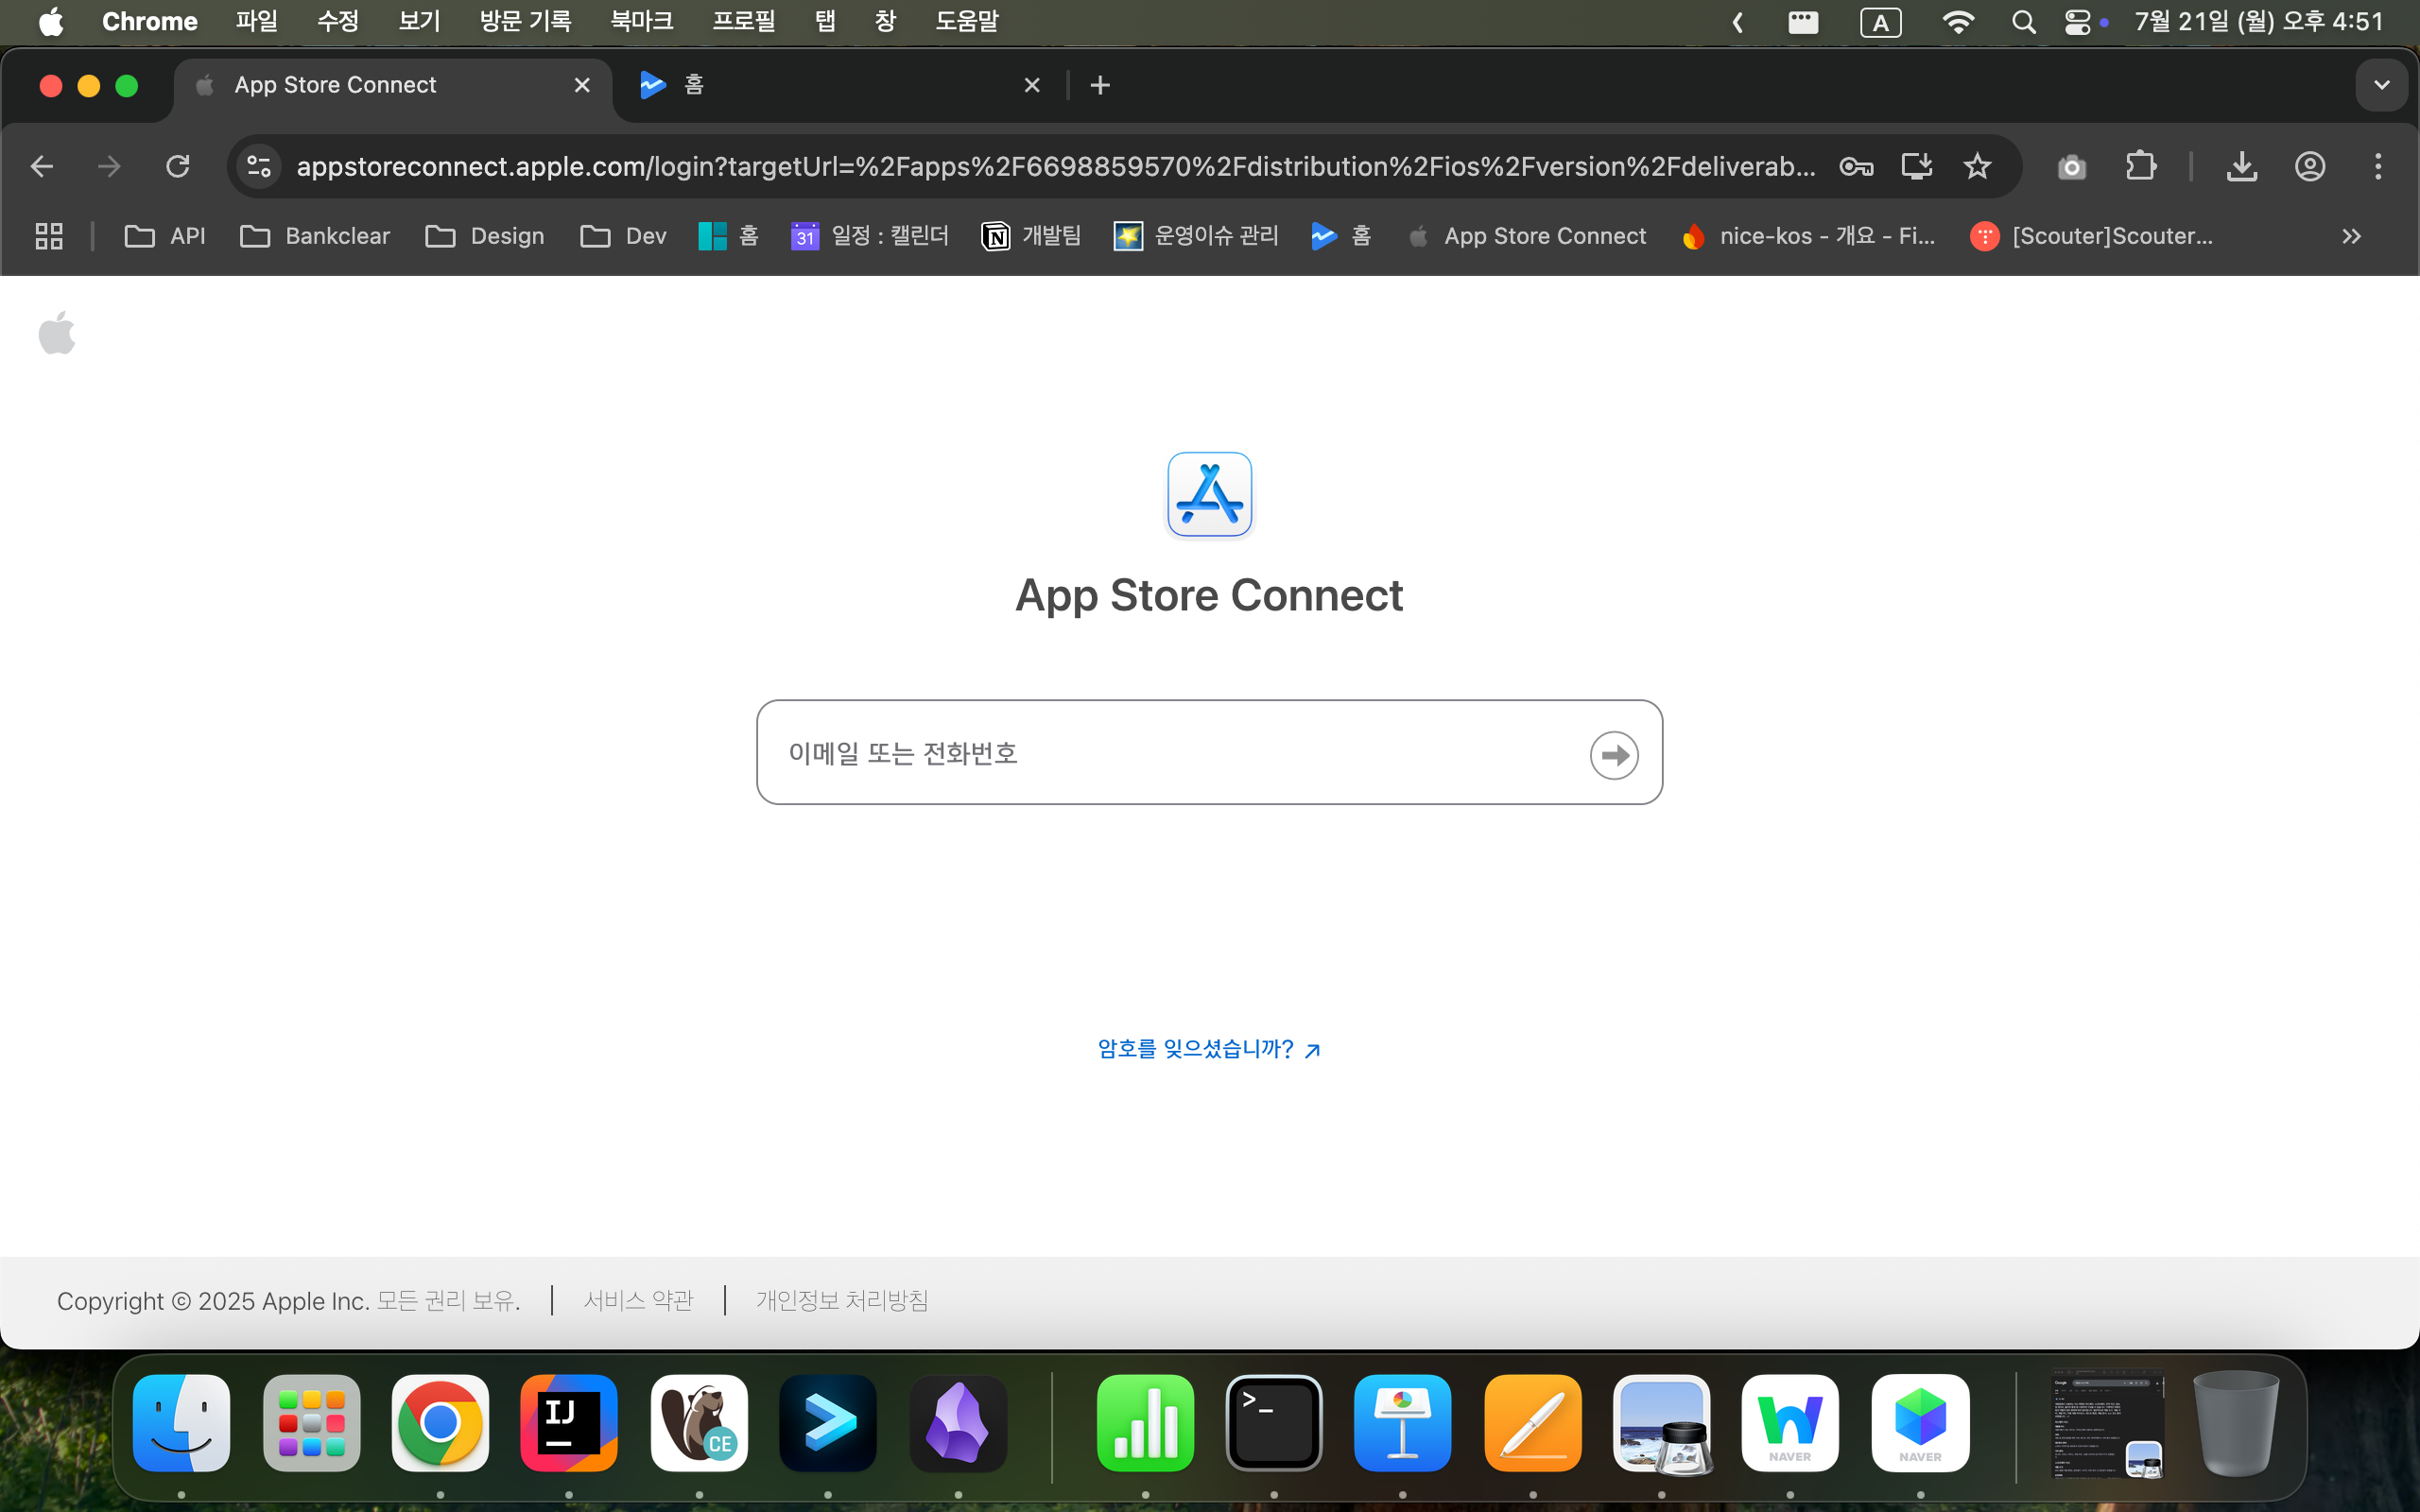 Chrome 파일 수정 보기 방문 기록 북마크 프로필 탭 창 도움말 A 7월 21일 (월) 오후 4:51
App Store Connect 홈
appstoreconnect.apple.com/login?targetUrl=%2Fapps%2F6698859570%2Fdistribution%2Fios%2Fversion%2Fdeliverab...
API Bankclear Design Dev 홈 31 일정 : 캘린더 개발팀 운영이슈 관리 홈 App Store Connect nice-kos - 개요 - Fi... [Scouter]Scouter...
App Store Connect
이메일 또는 전화번호
암호를 잊으셨습니까?
Copyright © 2025 Apple Inc. 모든 권리 보유. 서비스 약관 개인정보 처리방침
IJ CE >_ NAVER NAVER